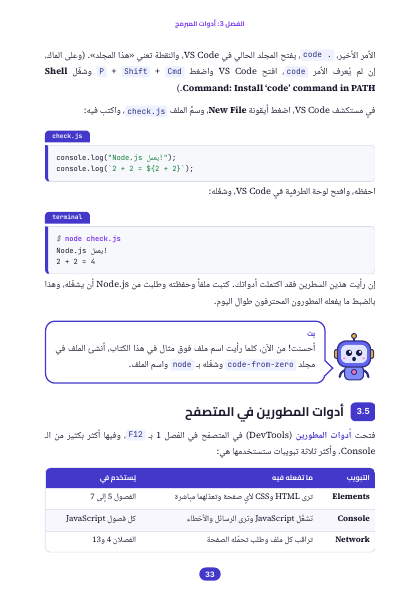 الفصل 3: أدوات المبرمج
الأمر الأخير، code .، يفتح المجلد الحالي في VS Code، والنقطة تعني «هذا المجلد». (وعلى الماك،
إن لم يُعرف الأمر code، افتح VS Code واضغط Cmd + Shift + P وشغّل Shell
Command: Install 'code' command in PATH.)
في مستكشف VS Code، اضغط أيقونة New File، وسمِّ الملف check.js، واكتب فيه:
check.js
console.log("Node.js يعمل!");
console.log(`2 + 2 = ${2 + 2}`);
احفظه، وافتح لوحة الطرفية في VS Code، وشغّله:
terminal
$ node check.js
Node.js يعمل!
2 + 2 = 4
إن رأيت هذين السطرين فقد اكتملت أدواتك. كتبت ملفاً وحفظته وطلبت من Node.js أن يشغّله، وهذا
بالضبط ما يفعله المطورون المحترفون طوال اليوم.
بِت
أحسنت! من الآن، كلما رأيت اسم ملف فوق مثال في هذا الكتاب، أنشئ الملف في
مجلد code-from-zero وشغّله بـ node واسم الملف.
3.5 أدوات المطورين في المتصفح
فتحت أدوات المطورين (DevTools) في المتصفح في الفصل 1 بـ F12، وفيها أكثر بكثير من الـ
Console. وأكثر ثلاثة تبويبات ستستخدمها هي:
التبويب ما تفعله فيه يُستخدم في
Elements ترى HTML وCSS لأي صفحة وتعدّلهما مباشرة الفصول 5 إلى 7
Console تشغّل JavaScript وترى الرسائل والأخطاء كل فصول JavaScript
Network تراقب كل ملف وطلب تحمّله الصفحة الفصلان 4 و13
33